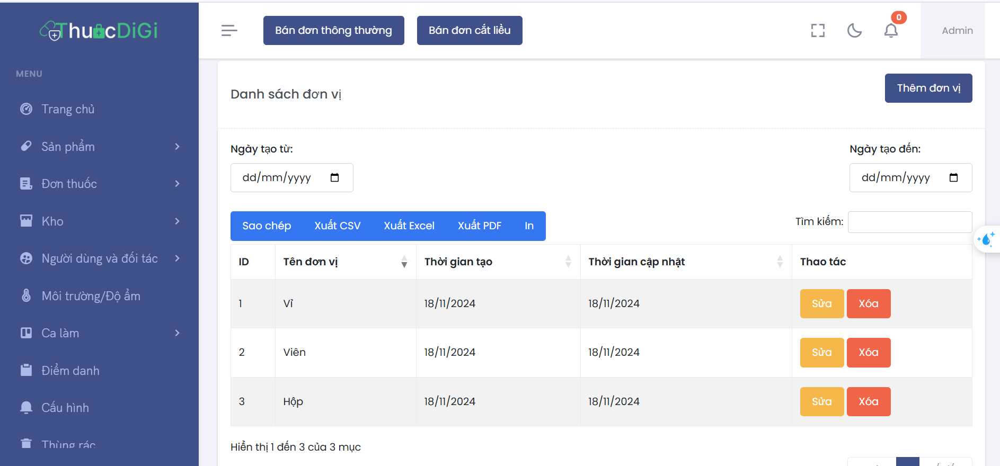 ThuốcDiGi
Bán đơn thông thường
Bán đơn cắt liều
0
Admin
MENU
Trang chủ
Sản phẩm
Đơn thuốc
Kho
Người dùng và đối tác
Môi trường/Độ ẩm
Ca làm
Điểm danh
Cấu hình
Thùng rác
Danh sách đơn vị
Thêm đơn vị
Ngày tạo từ:
Ngày tạo đến:
dd/mm/yyyy
dd/mm/yyyy
Sao chép Xuất CSV Xuất Excel Xuất PDF In
Tìm kiếm:
ID Tên đơn vị Thời gian tạo Thời gian cập nhật Thao tác
1 Vỉ 18/11/2024 18/11/2024 Sửa Xóa
2 Viên 18/11/2024 18/11/2024 Sửa Xóa
3 Hộp 18/11/2024 18/11/2024 Sửa Xóa
Hiển thị 1 đến 3 của 3 mục